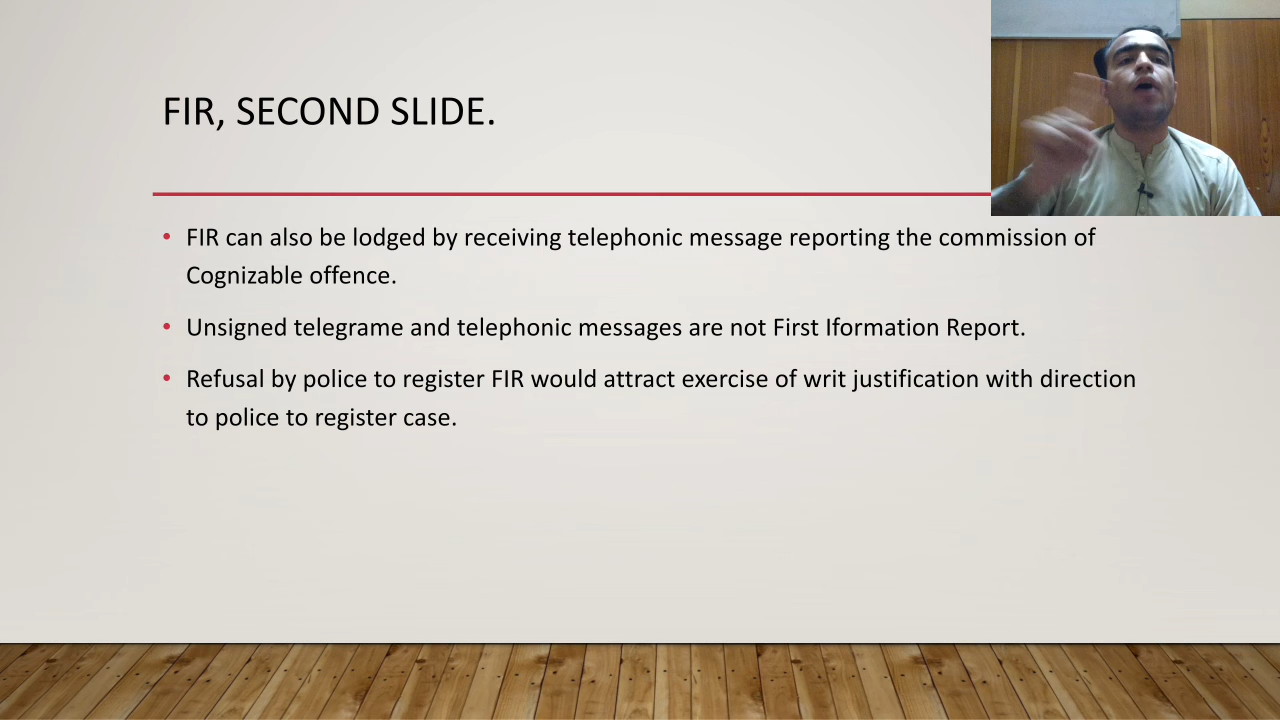 FIR, SECOND SLIDE.
• FIR can also be lodged by receiving telephonic message reporting the commission of
Cognizable offence.
• Unsigned telegrame and telephonic messages are not First Iformation Report.
• Refusal by police to register FIR would attract exercise of writ justification with direction
to police to register case.